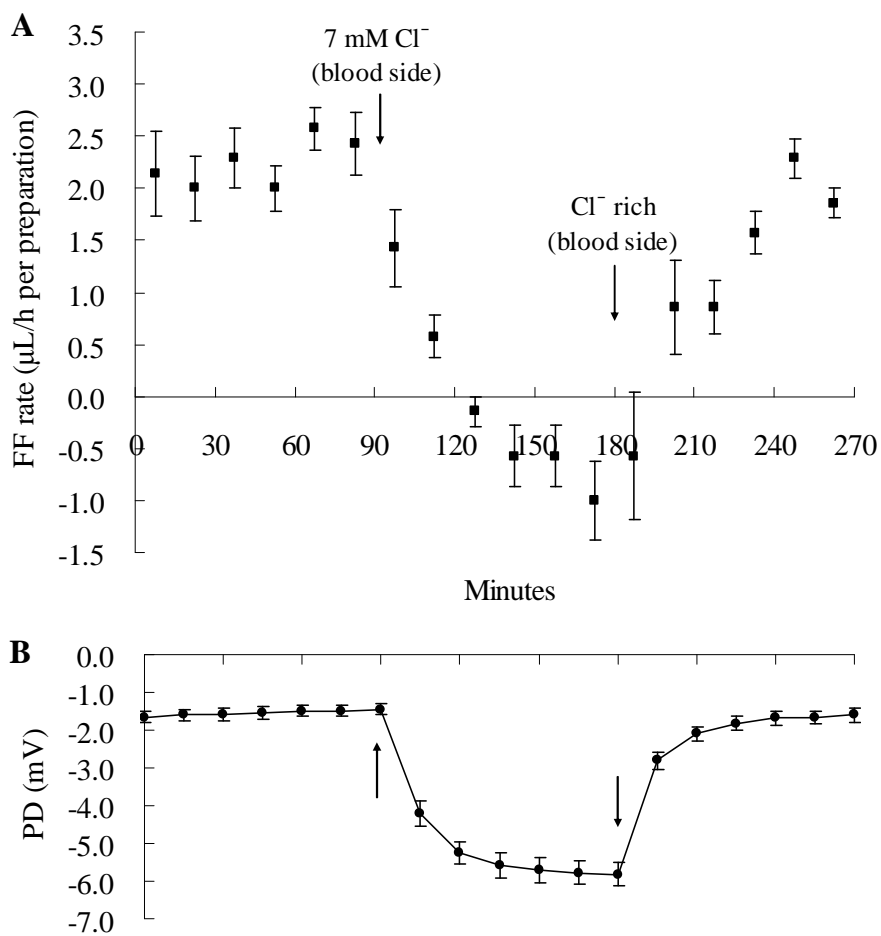 A
3.5
3.0
2.5
2.0
1.5
1.0
0.5
0.0
-0.5
-1.0
-1.5
FF rate (μL/h per preparation)
7 mM Cl⁻
(blood side)
Cl⁻ rich
(blood side)
0 30 60 90 120 150 180 210 240 270
Minutes
B
0.0
-1.0
-2.0
-3.0
-4.0
-5.0
-6.0
-7.0
PD (mV)